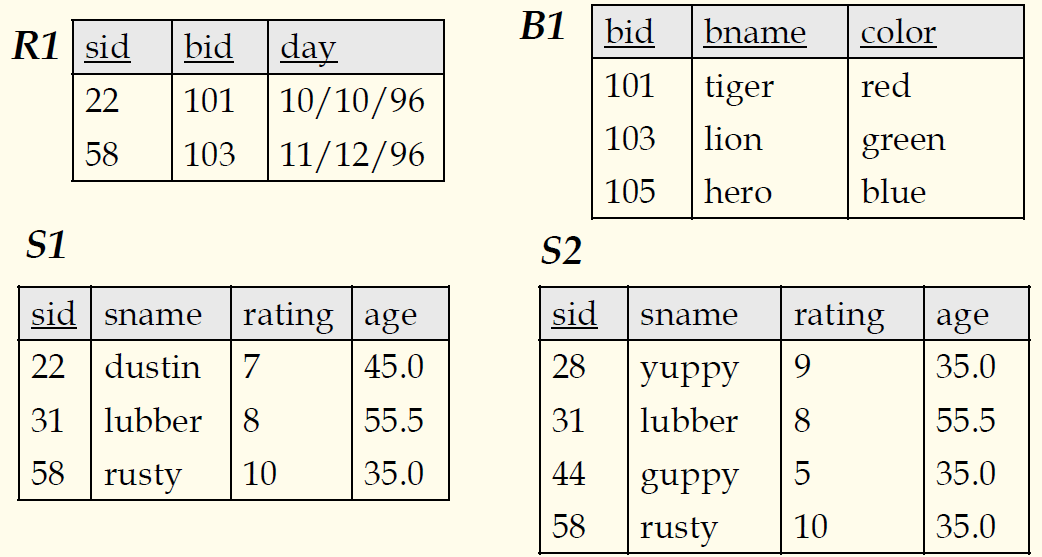 R1
sid bid day
22 101 10/10/96
58 103 11/12/96
B1
bid bname color
101 tiger red
103 lion green
105 hero blue
S1
sid sname rating age
22 dustin 7 45.0
31 lubber 8 55.5
58 rusty 10 35.0
S2
sid sname rating age
28 yuppy 9 35.0
31 lubber 8 55.5
44 guppy 5 35.0
58 rusty 10 35.0